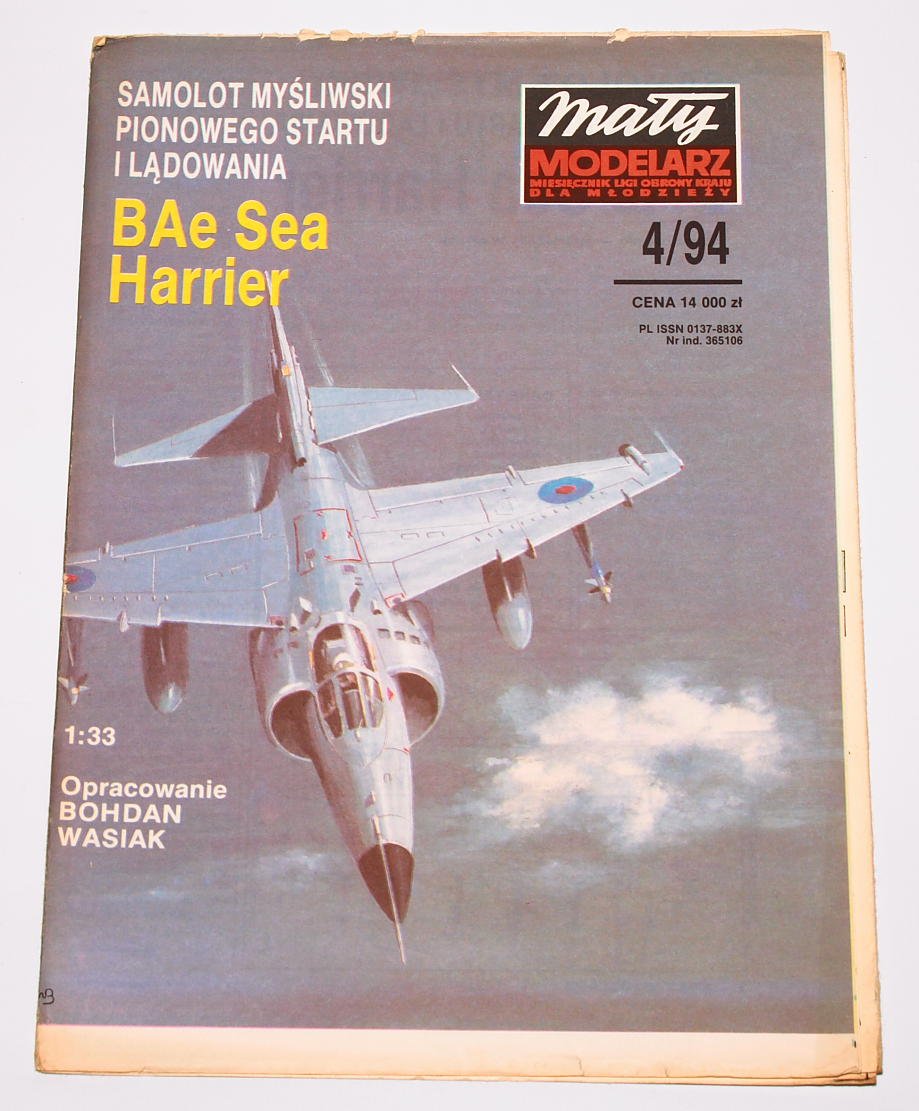 SAMOLOT MYŚLIWSKI
PIONOWEGO STARTU
I LĄDOWANIA
BAe Sea
Harrier
Mały
MODELARZ
MIESIĘCZNIK LIGI OBRONY KRAJU
DLA MŁODZIEŻY
4/94
CENA 14 000 zł
PL ISSN 0137-883X
Nr ind. 365106
1:33
Opracowanie
BOHDAN
WASIAK